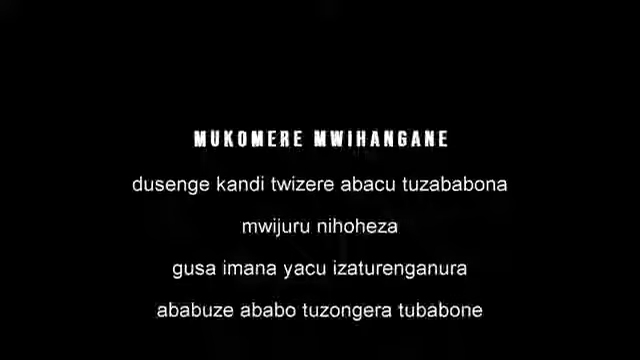 MUKOMERE MWIHANGANE
dusenge kandi twizere abacu tuzababona
mwijuru nihoheza
gusa imana yacu izaturenganura
ababuze ababo tuzongera tubabone